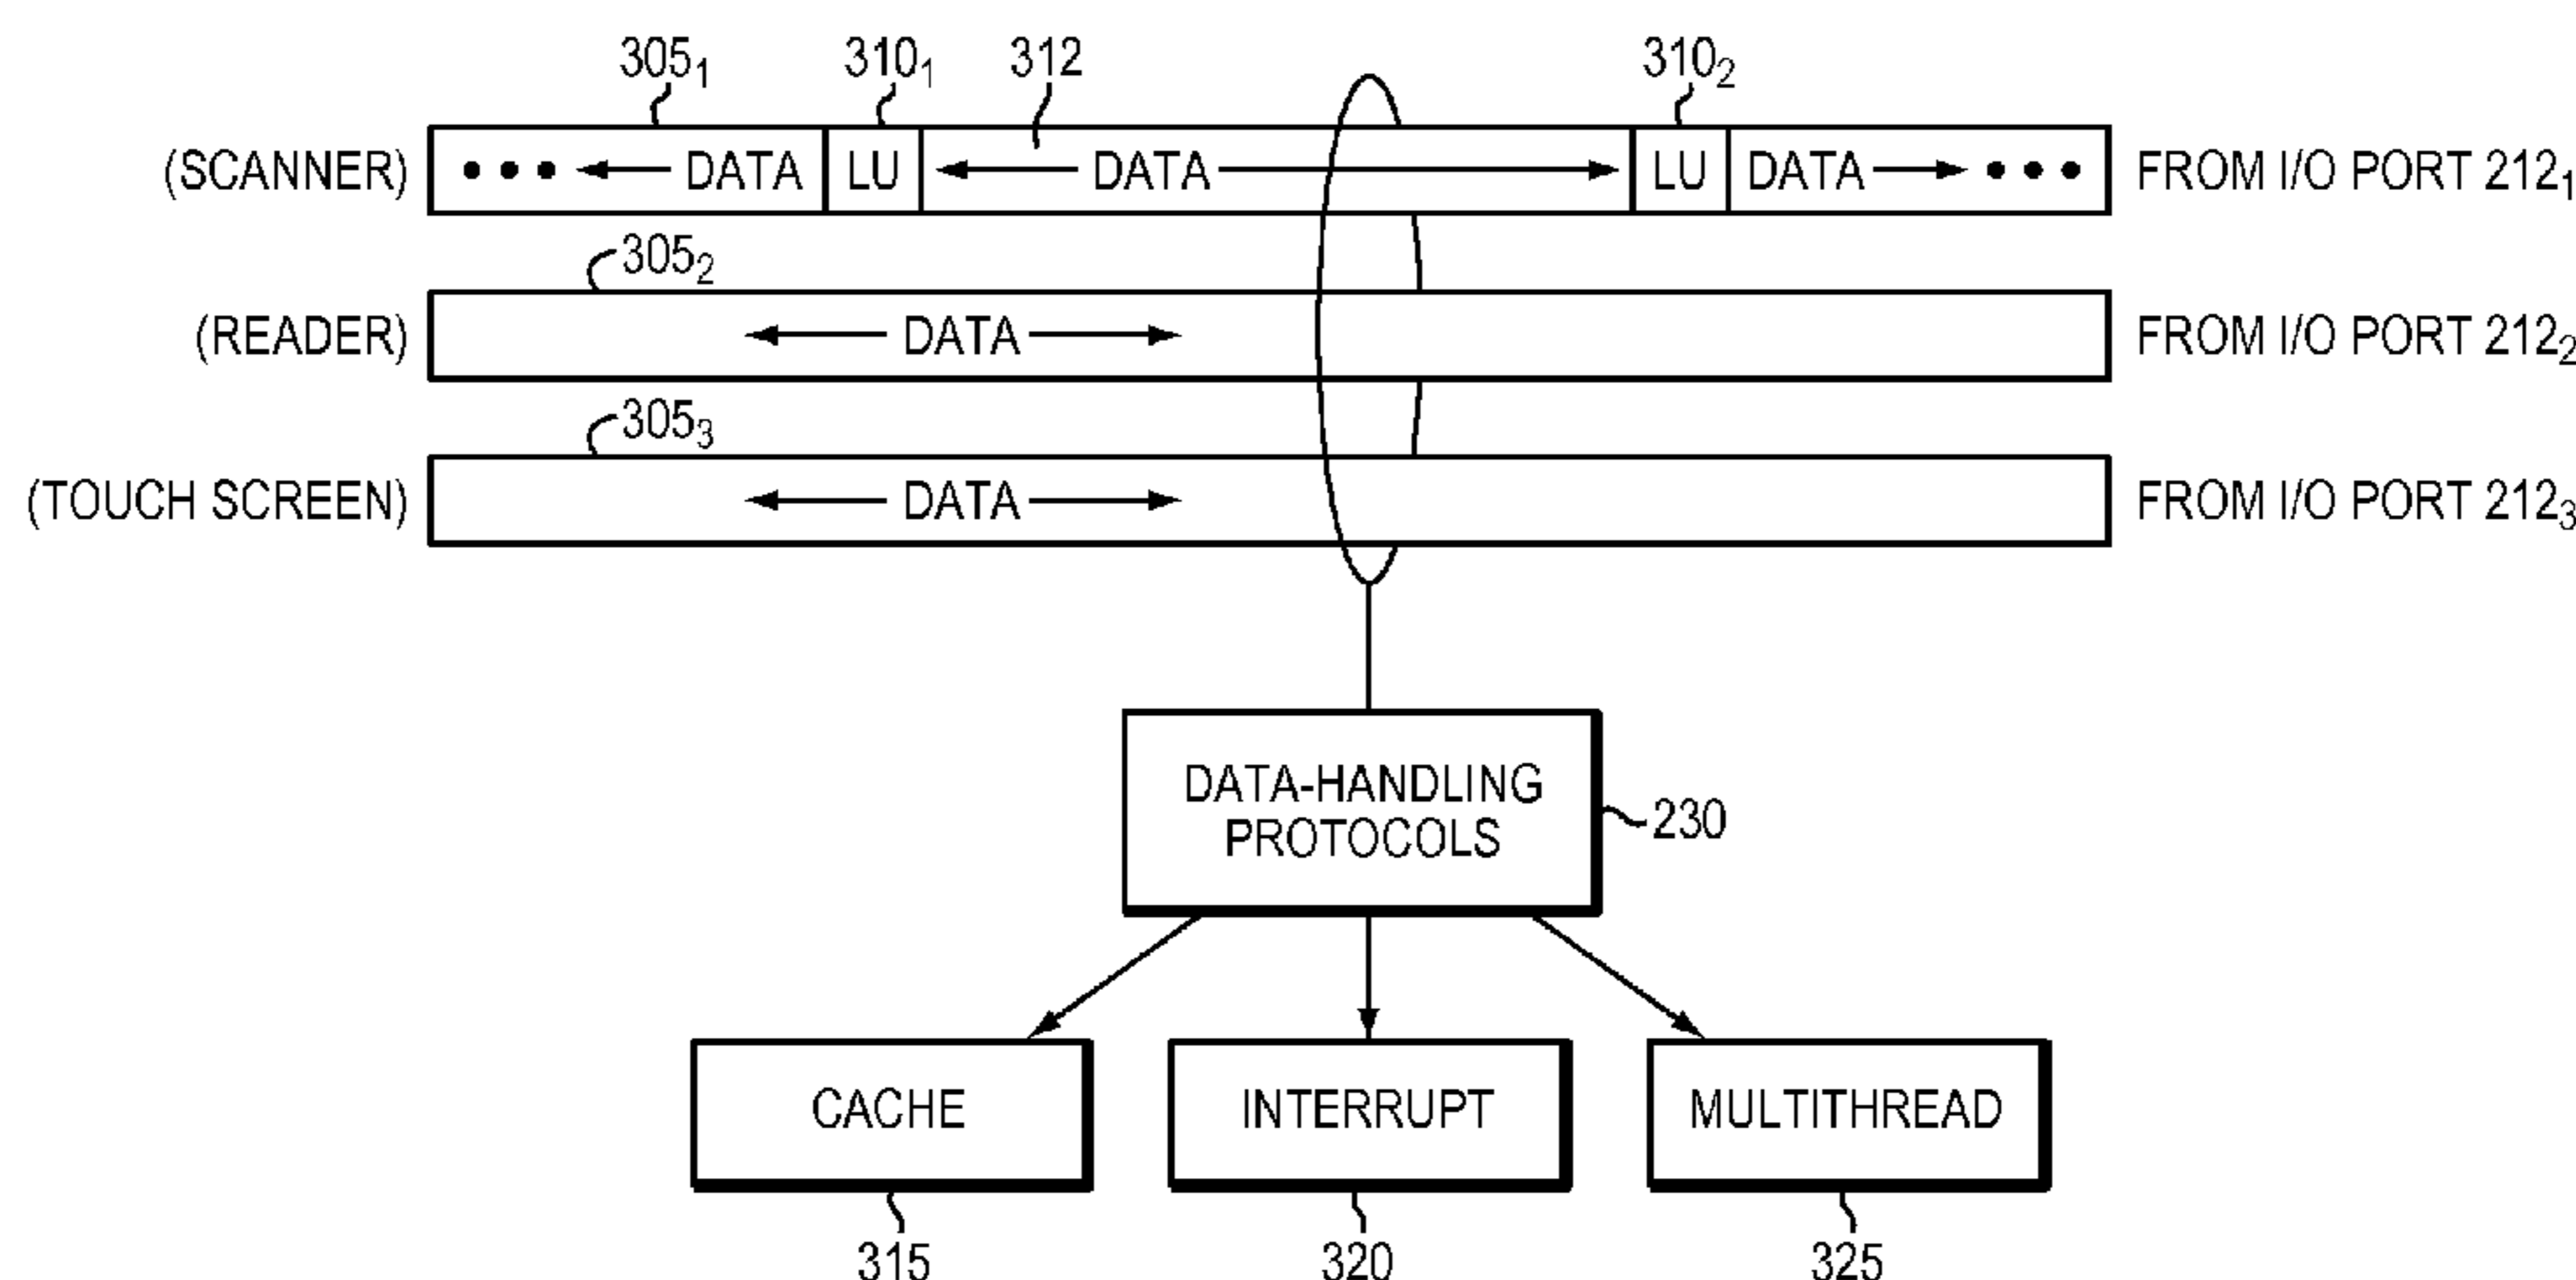 305₁ 310₁ 312 310₂
(SCANNER) ••• DATA LU DATA LU DATA ••• FROM I/O PORT 212₁
305₂
(READER) DATA FROM I/O PORT 212₂
305₃
(TOUCH SCREEN) DATA FROM I/O PORT 212₃
DATA-HANDLING
PROTOCOLS
230
CACHE INTERRUPT MULTITHREAD
315 320 325